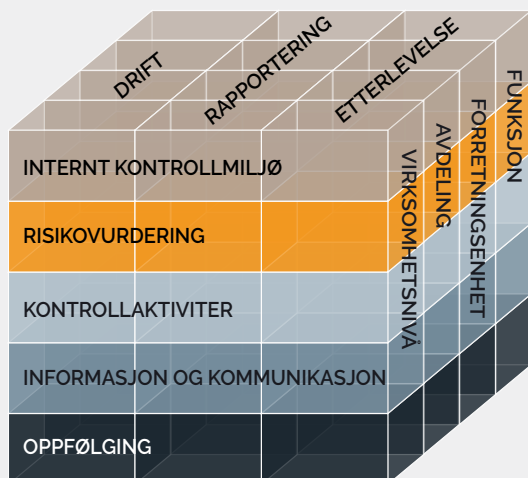 DRIFT
RAPPORTERING
ETTERLEVELSE
INTERNT KONTROLLMILJØ
RISIKOVURDERING
KONTROLLAKTIVITER
INFORMASJON OG KOMMUNIKASJON
OPPFØLGING
VIRKSOMHETSNIVÅ
AVDELING
FORRETNINGSENHET
FUNKSJON